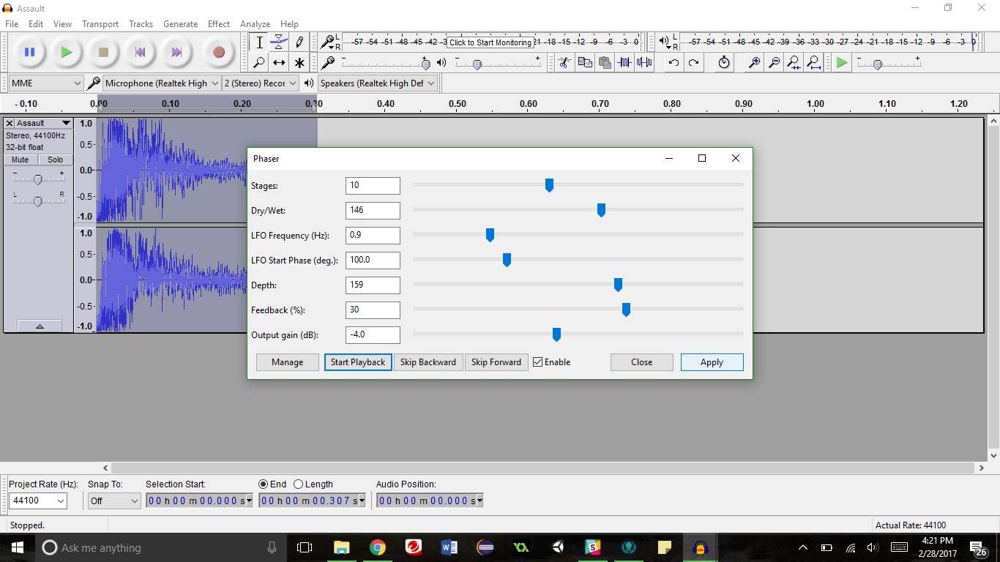 Assault
File Edit View Transport Tracks Generate Effect Analyze Help
L
R
-57 -54 -51 -48 -45 -42 Click to Start Monitoring 21 -18 -15 -12 -9 -6 -3 0
L
R
-57 -54 -51 -48 -45 -42 -39 -36 -33 -30 -27 -24 -21 -18 -15 -12 -9 -6 -3 0
- + - + - +
MME Microphone (Realtek High 2 (Stereo) Recor Speakers (Realtek High Def
- 0.10 0.00 0.10 0.20 0.30 0.40 0.50 0.60 0.70 0.80 0.90 1.00 1.10 1.20
Assault
Stereo, 44100Hz
32-bit float
Mute Solo
- +
L R
1.0
0.5-
0.0-
-0.5-
-1.0
1.0
0.5-
0.0-
-0.5-
-1.0
Phaser
Stages: 10
Dry/Wet: 146
LFO Frequency (Hz): 0.9
LFO Start Phase (deg.): 100.0
Depth: 159
Feedback (%): 30
Output gain (dB): -4.0
Manage Start Playback Skip Backward Skip Forward Enable Close Apply
Project Rate (Hz): Snap To: Selection Start: End Length Audio Position:
44100 Off 00 h 00 m 00.000 s 00 h 00 m 00.307 s 00 h 00 m 00.000 s
Stopped. Actual Rate: 44100
Ask me anything
4:21 PM
2/28/2017
26